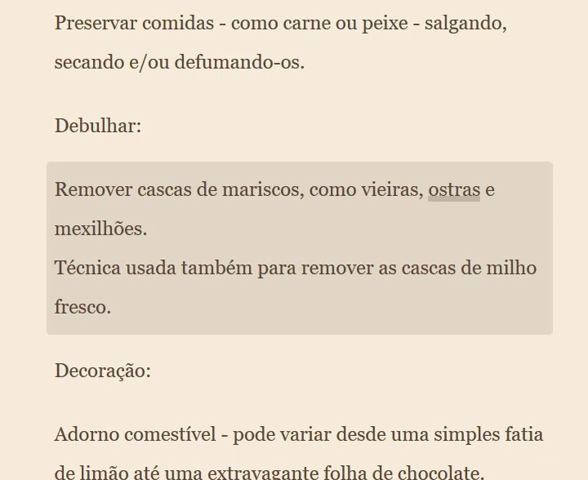 Preservar comidas - como carne ou peixe - salgando,
secando e/ou defumando-os.
Debulhar:
Remover cascas de mariscos, como vieiras, ostras e
mexilhões.
Técnica usada também para remover as cascas de milho
fresco.
Decoração:
Adorno comestível - pode variar desde uma simples fatia
de limão até uma extravagante folha de chocolate.